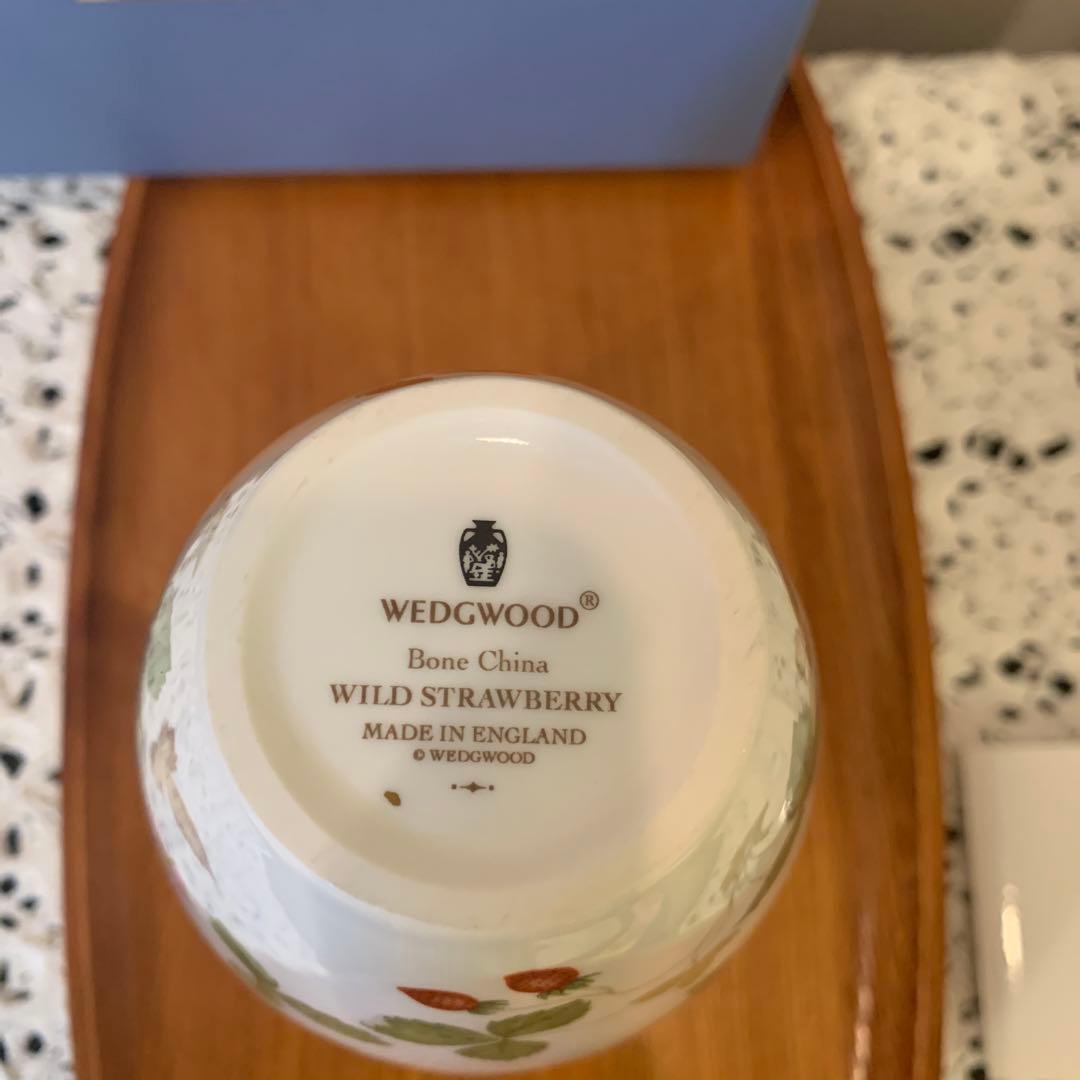 WEDGWOOD®
Bone China
WILD STRAWBERRY
MADE IN ENGLAND
© WEDGWOOD